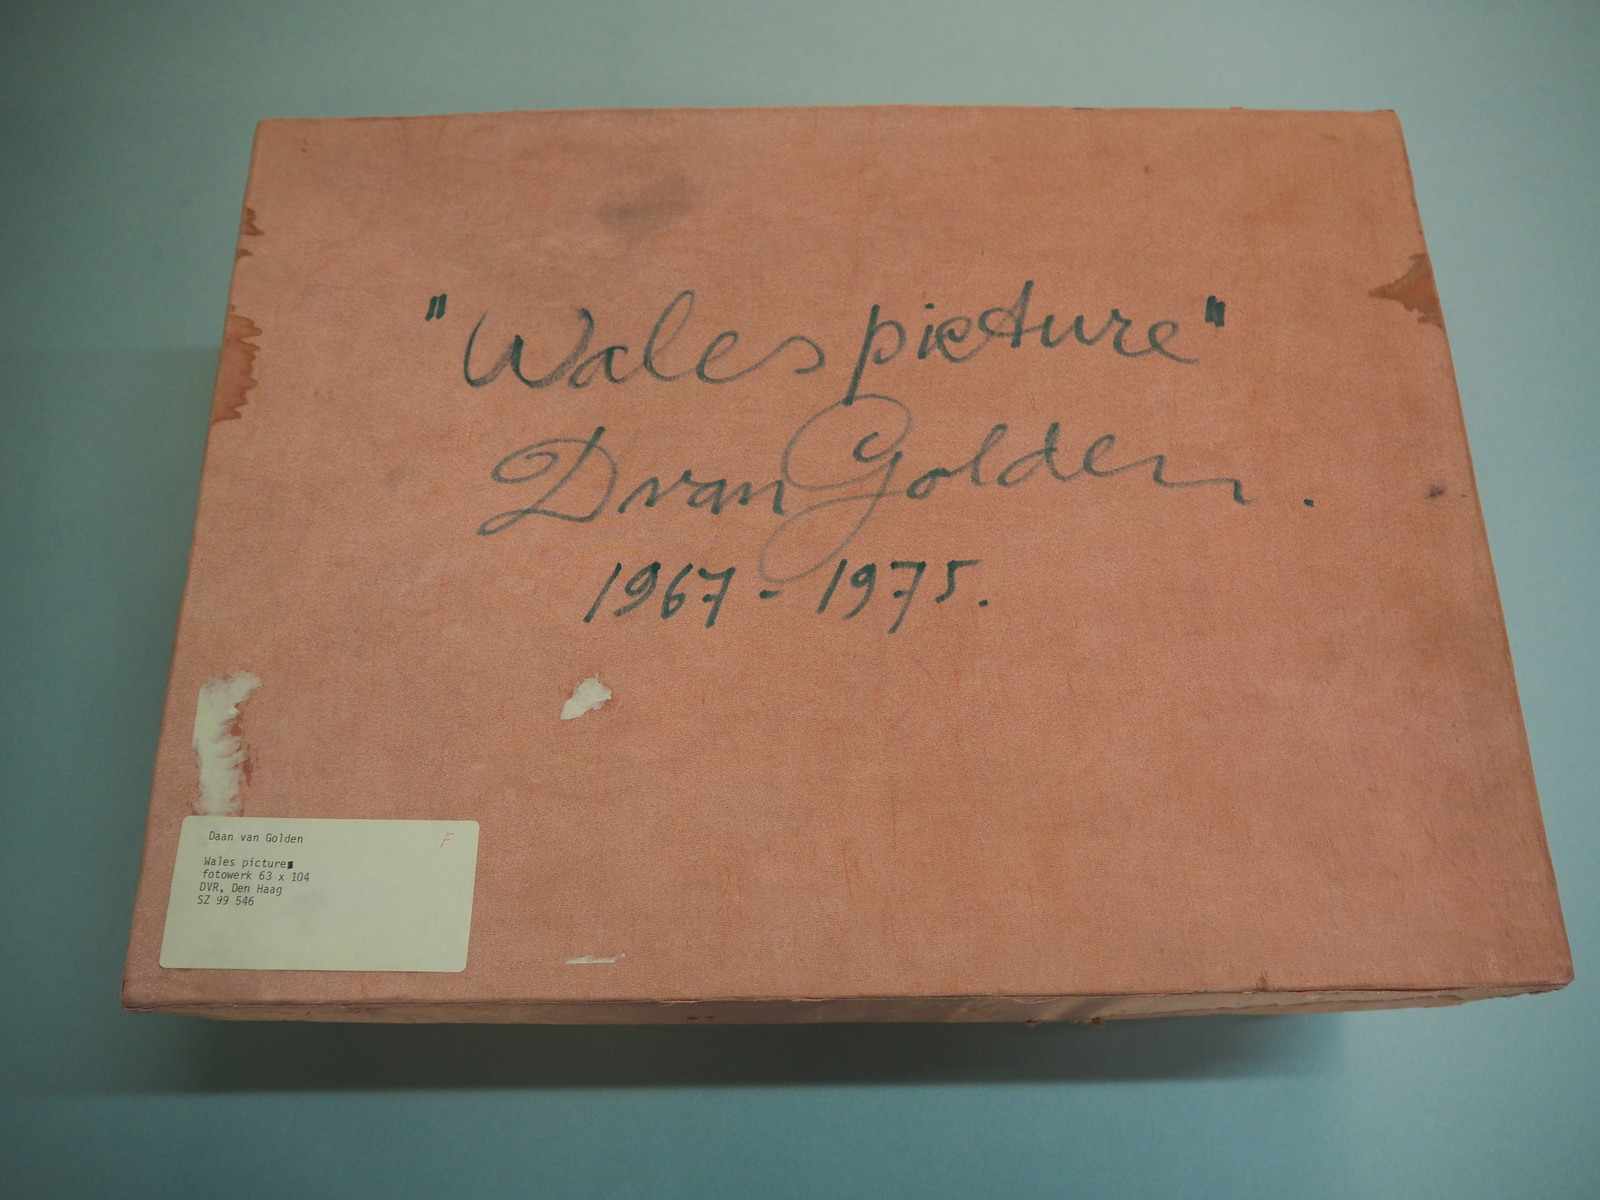 "Wales picture"
D van Golden.
1967-1975.
Daan van Golden
F
Wales picture
fotowerk 63 x 104
DVR, Den Haag
SZ 99 546